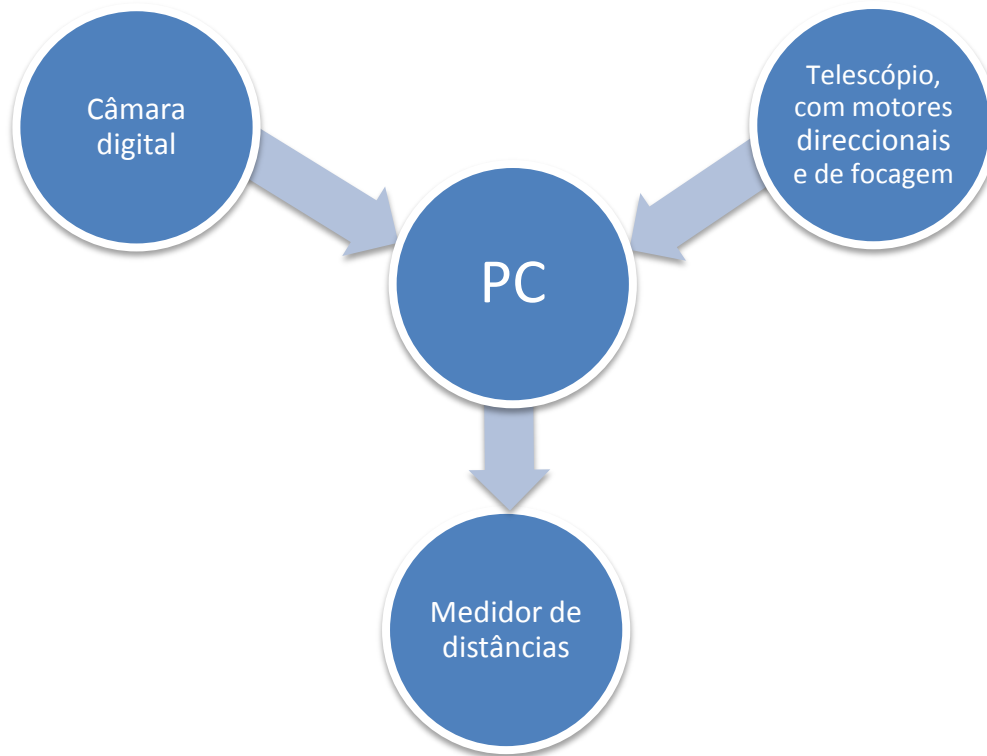 Câmara
digital
Telescópio,
com motores
direccionais
e de focagem
PC
Medidor de
distâncias